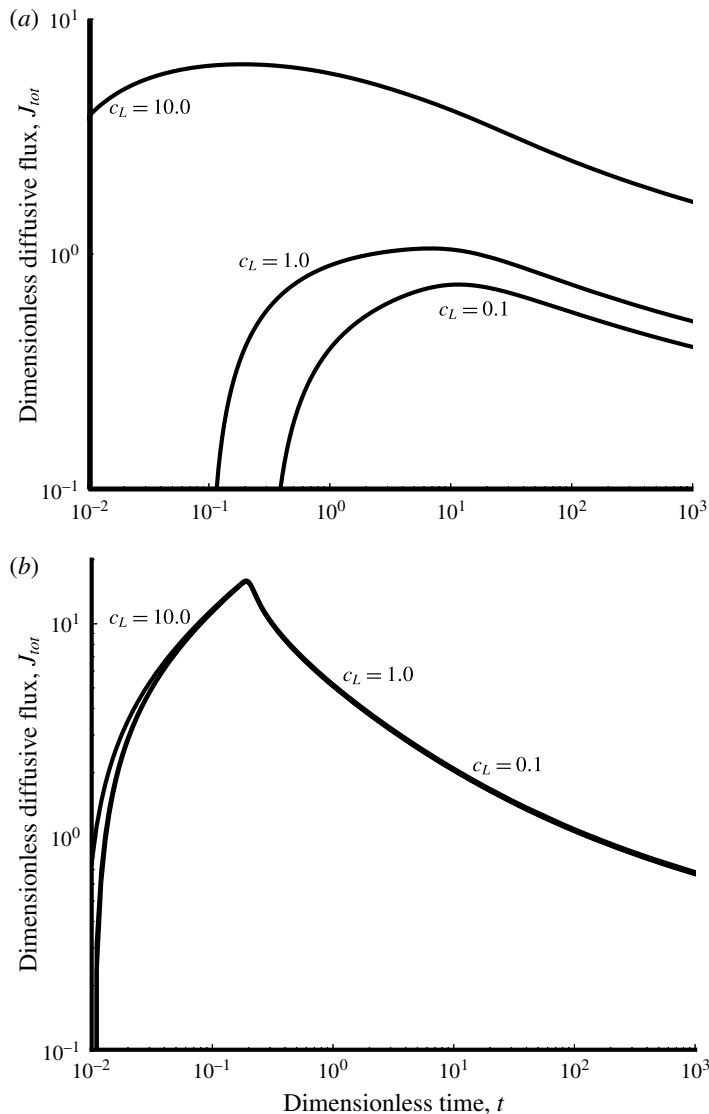 (a)
10^1
Dimensionless diffusive flux, J_tot
c_L = 10.0
10^0
c_L = 1.0
c_L = 0.1
10^−1
10^−2 10^−1 10^0 10^1 10^2 10^3
(b)
c_L = 10.0
10^1
Dimensionless diffusive flux, J_tot
c_L = 1.0
c_L = 0.1
10^0
10^−1
10^−2 10^−1 10^0 10^1 10^2 10^3
Dimensionless time, t